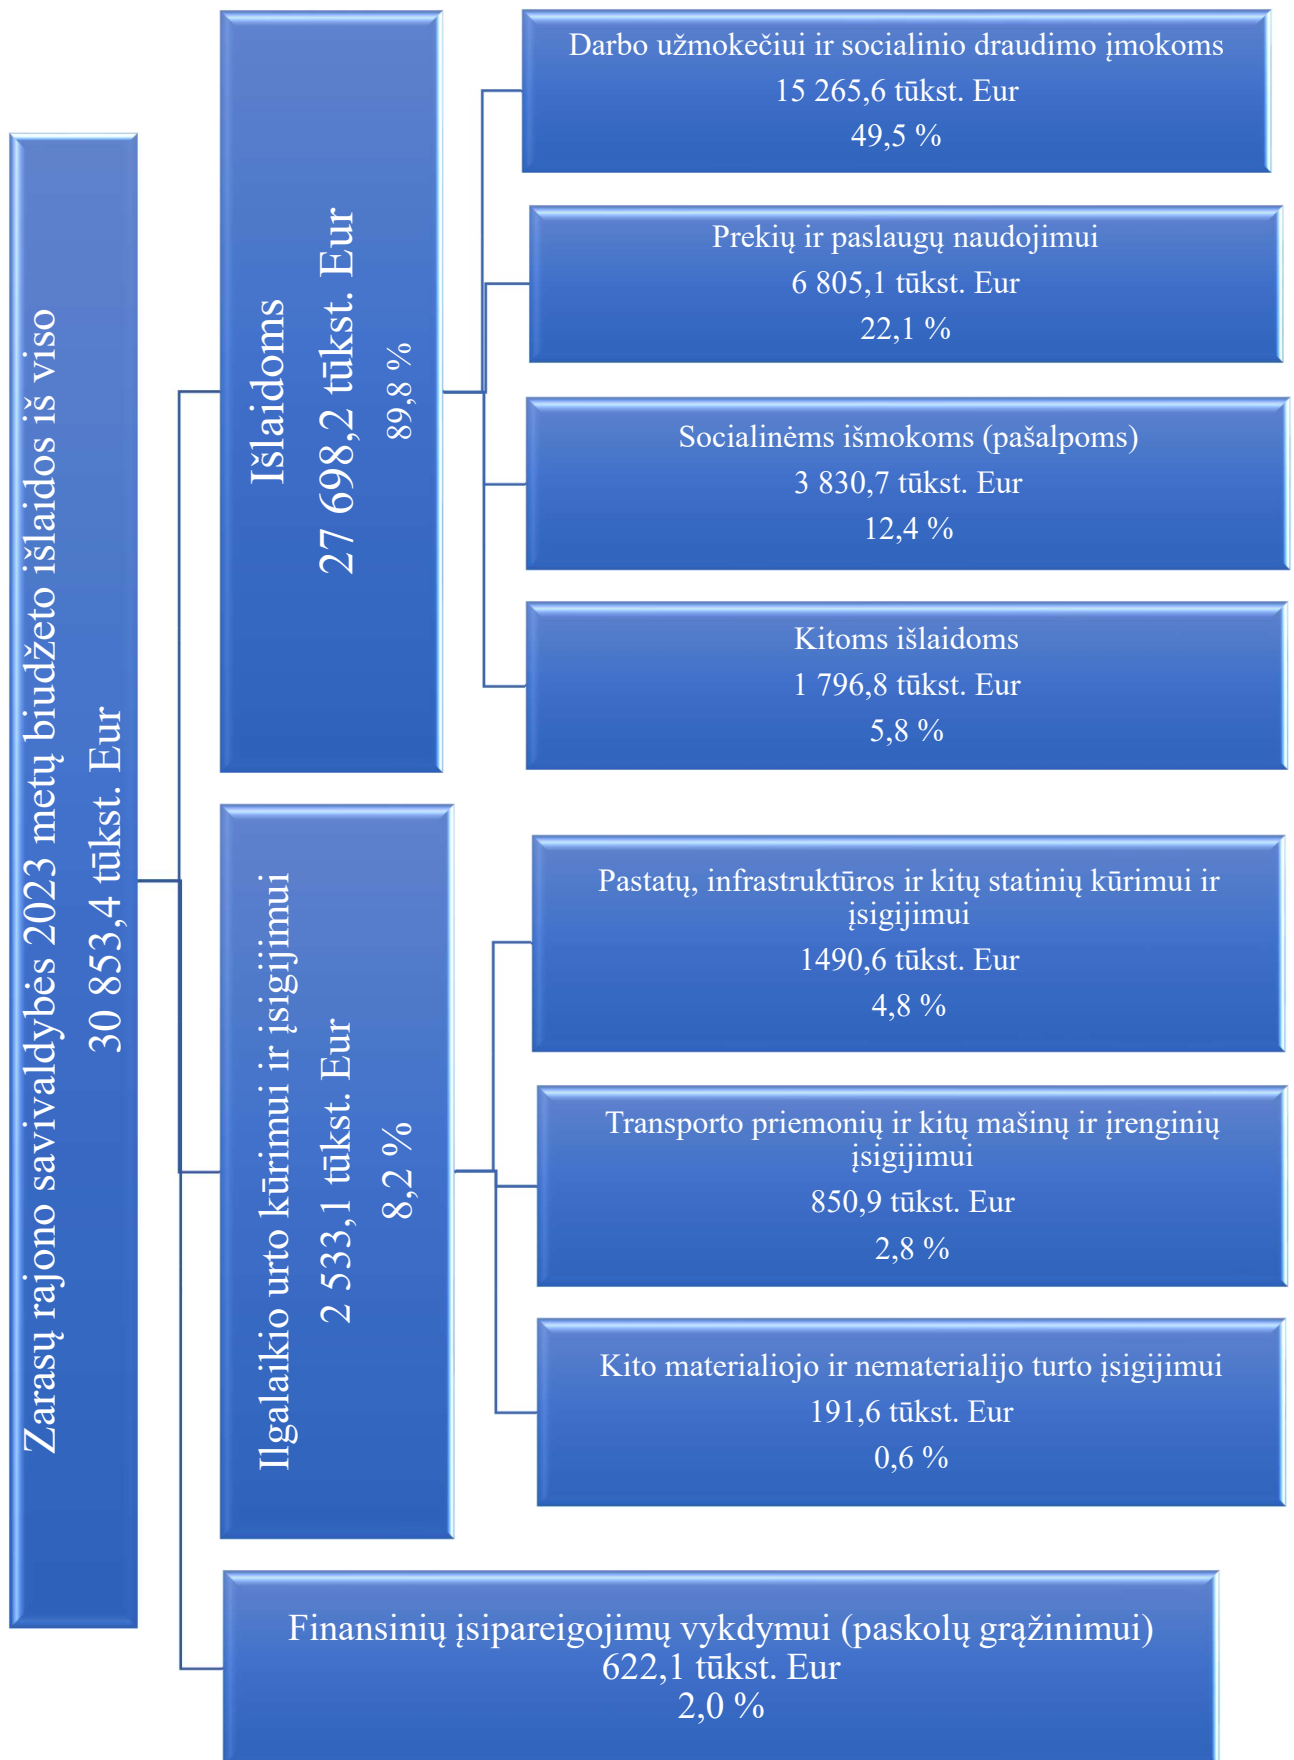 Zarasų rajono savivaldybės 2023 metų biudžeto išlaidos iš viso
30 853,4 tūkst. Eur
Išlaidoms
27 698,2 tūkst. Eur
89,8 %
Darbo užmokečiui ir socialinio draudimo įmokoms
15 265,6 tūkst. Eur
49,5 %
Prekių ir paslaugų naudojimui
6 805,1 tūkst. Eur
22,1 %
Socialinėms išmokoms (pašalpoms)
3 830,7 tūkst. Eur
12,4 %
Kitoms išlaidoms
1 796,8 tūkst. Eur
5,8 %
Ilgalaikio urto kūrimui ir įsigijimui
2 533,1 tūkst. Eur
8,2 %
Pastatų, infrastruktūros ir kitų statinių kūrimui ir
įsigijimui
1490,6 tūkst. Eur
4,8 %
Transporto priemonių ir kitų mašinų ir įrenginių
įsigijimui
850,9 tūkst. Eur
2,8 %
Kito materialiojo ir nematerialijo turto įsigijimui
191,6 tūkst. Eur
0,6 %
Finansinių įsipareigojimų vykdymui (paskolų grąžinimui)
622,1 tūkst. Eur
2,0 %